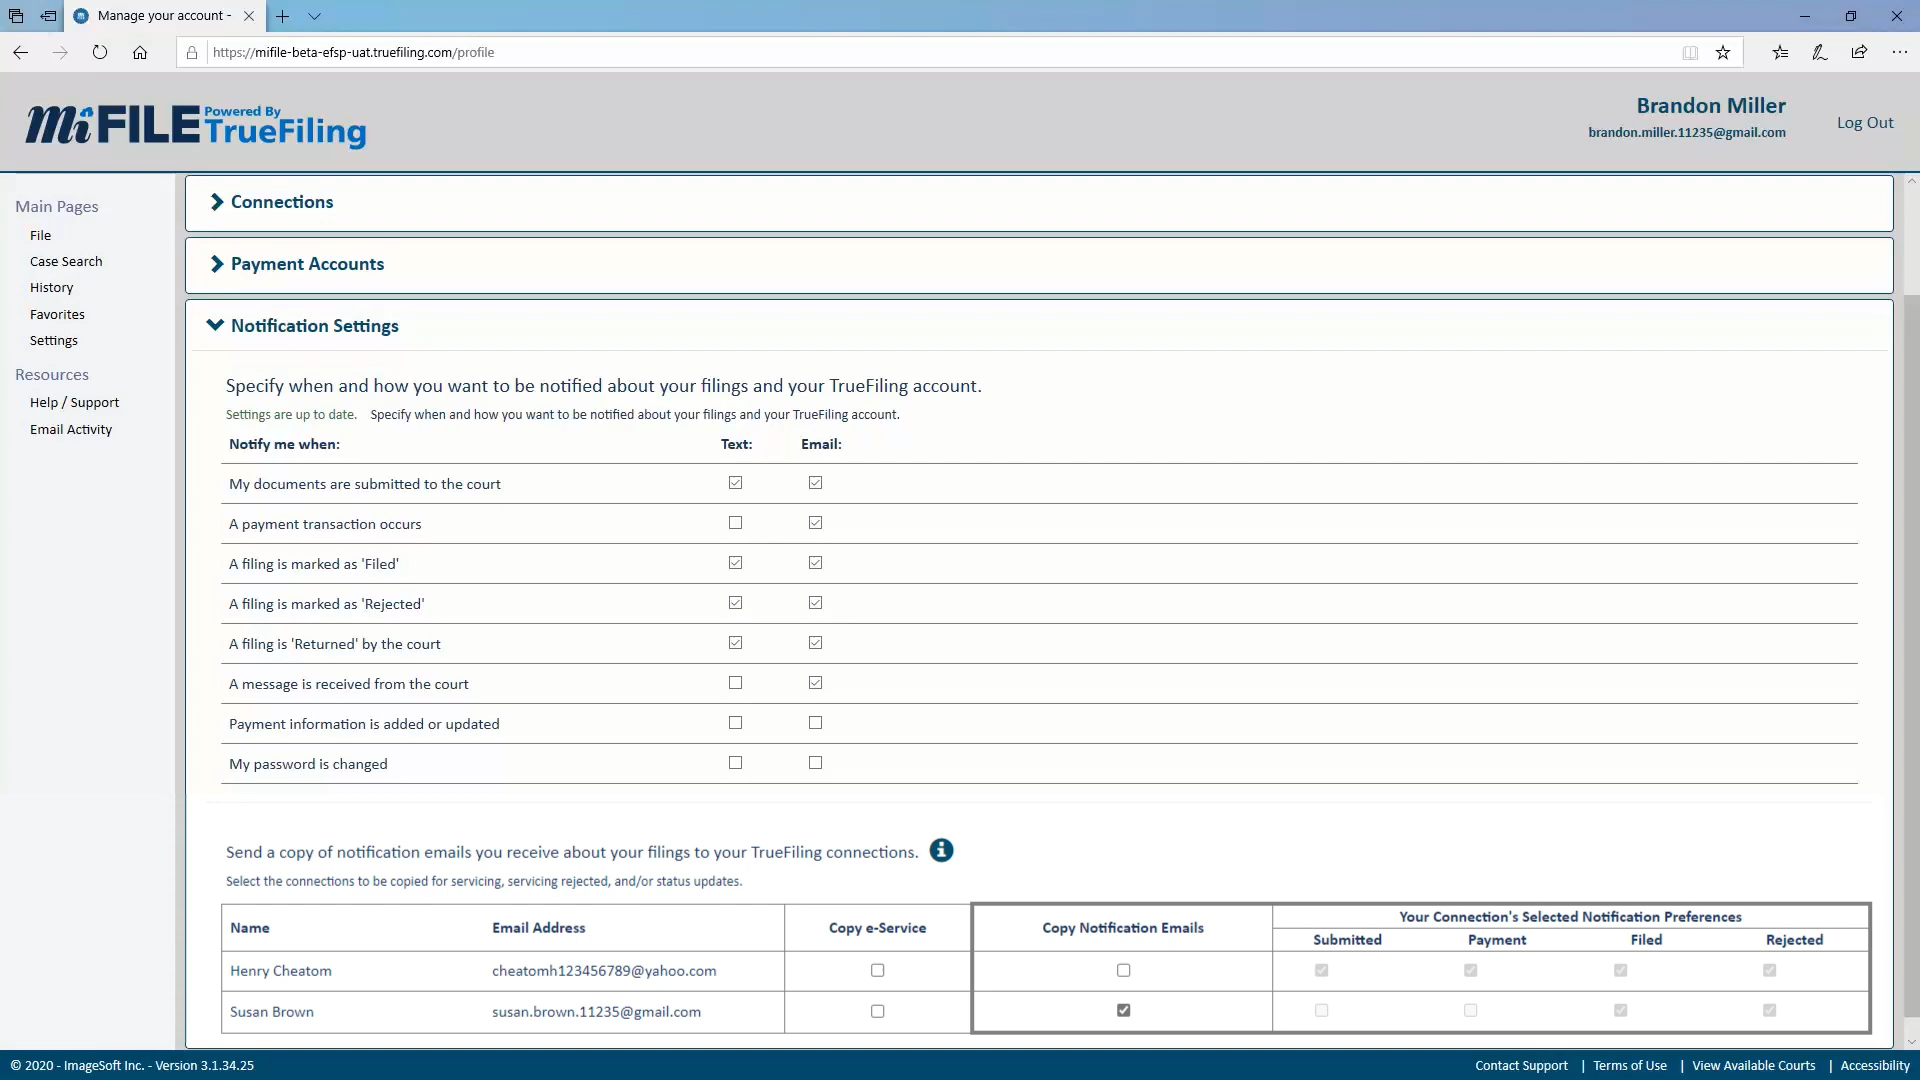 Manage your account -
https://mifile-beta-efsp-uat.truefiling.com/profile
MiFILE Powered By TrueFiling
Brandon Miller
brandon.miller.11235@gmail.com
Log Out
Main Pages
File
Case Search
History
Favorites
Settings
Resources
Help / Support
Email Activity
Connections
Payment Accounts
Notification Settings
Specify when and how you want to be notified about your filings and your TrueFiling account.
Settings are up to date. Specify when and how you want to be notified about your filings and your TrueFiling account.
Notify me when: Text: Email:
My documents are submitted to the court
A payment transaction occurs
A filing is marked as 'Filed'
A filing is marked as 'Rejected'
A filing is 'Returned' by the court
A message is received from the court
Payment information is added or updated
My password is changed
Send a copy of notification emails you receive about your filings to your TrueFiling connections.
Select the connections to be copied for servicing, servicing rejected, and/or status updates.
Name Email Address Copy e-Service Copy Notification Emails Your Connection's Selected Notification Preferences
Submitted Payment Filed Rejected
Henry Cheatom cheatomh123456789@yahoo.com
Susan Brown susan.brown.11235@gmail.com
© 2020 - ImageSoft Inc. - Version 3.1.34.25
Contact Support | Terms of Use | View Available Courts | Accessibility